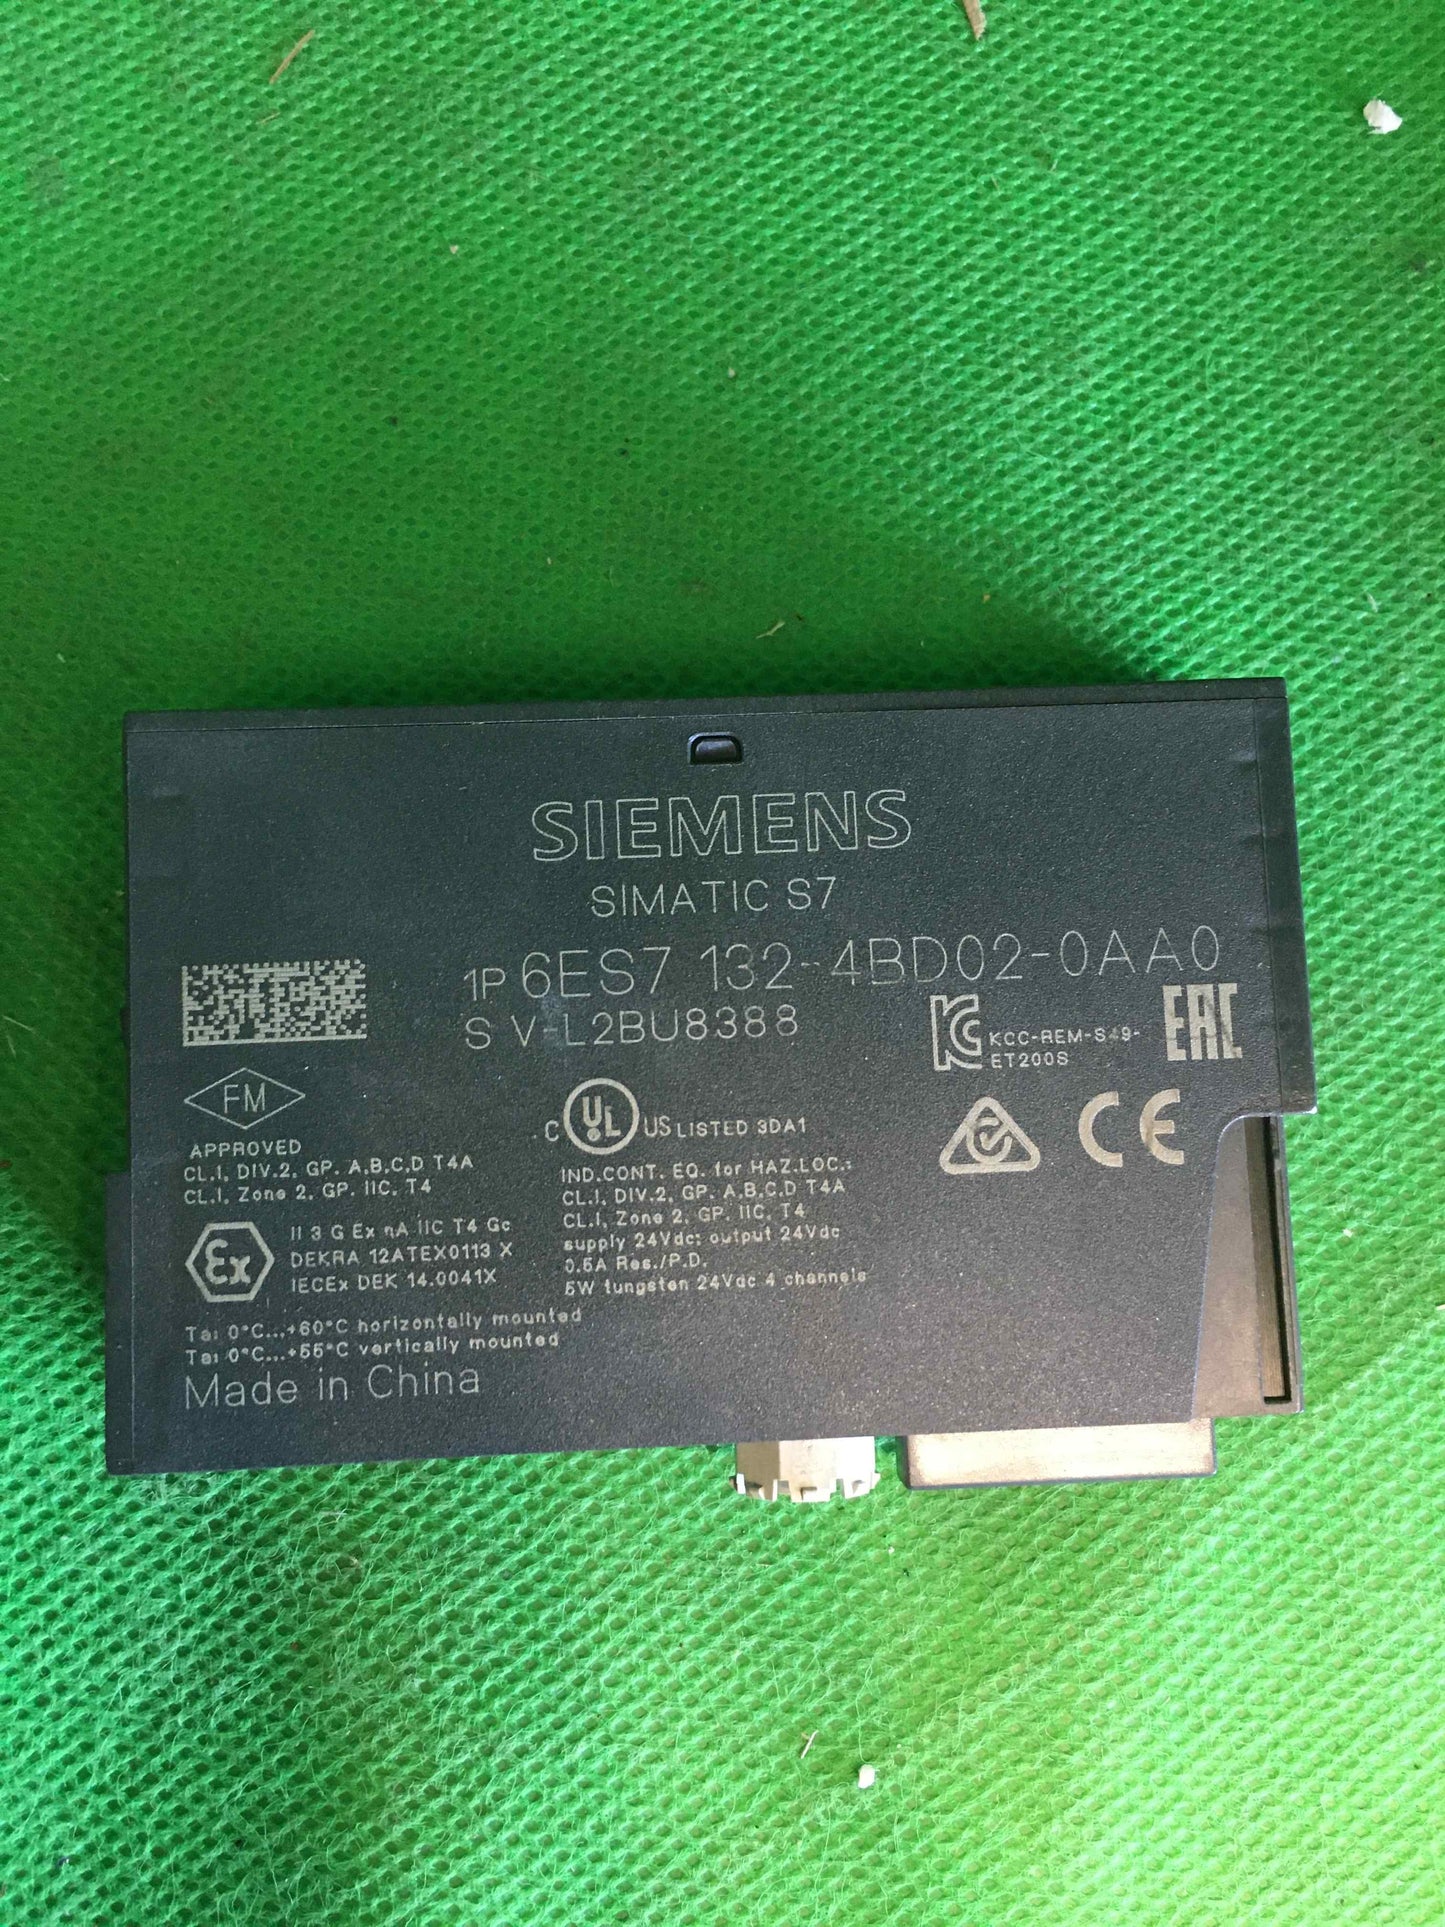 SIEMENS
SIMATIC S7
1P 6ES7 132-4BD02-0AA0
S V-L2BU8388
KCC-REM-S49-
ET200S
EAC
FM
APPROVED
CL.I, DIV.2, GP. A,B,C,D T4A
CL.I, Zone 2, GP. IIC, T4
Ex
II 3 G Ex nA IIC T4 Gc
DEKRA 12ATEX0113 X
IECEx DEK 14.0041X
C UL US LISTED 3DA1
IND.CONT. EQ. for HAZ.LOC.:
CL.I, DIV.2, GP. A,B,C,D T4A
CL.I, Zone 2, GP. IIC, T4
supply 24Vdc; output 24Vdc
0.5A Res./P.D.
5W tungsten 24Vdc 4 channels
CE
Ta: 0°C...+60°C horizontally mounted
Ta: 0°C...+55°C vertically mounted
Made in China